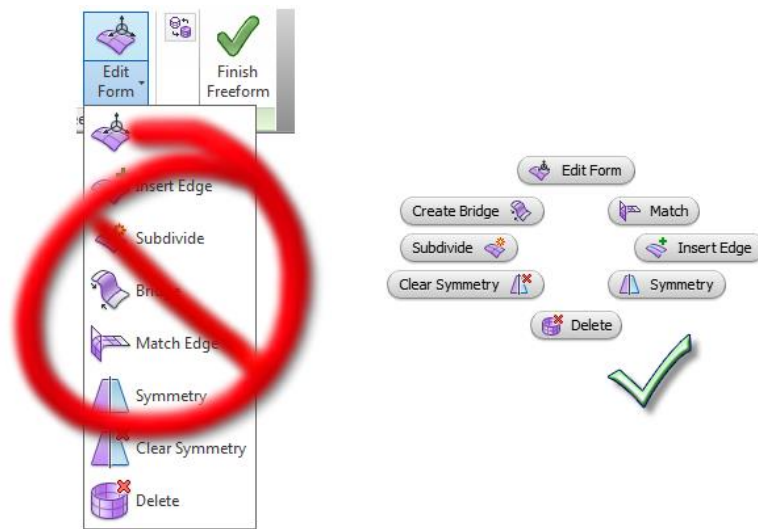 Edit
Form
Finish
Freeform
Insert Edge
Subdivide
Match Edge
Symmetry
Clear Symmetry
Delete
Edit Form
Create Bridge
Match
Subdivide
Insert Edge
Clear Symmetry
Symmetry
Delete